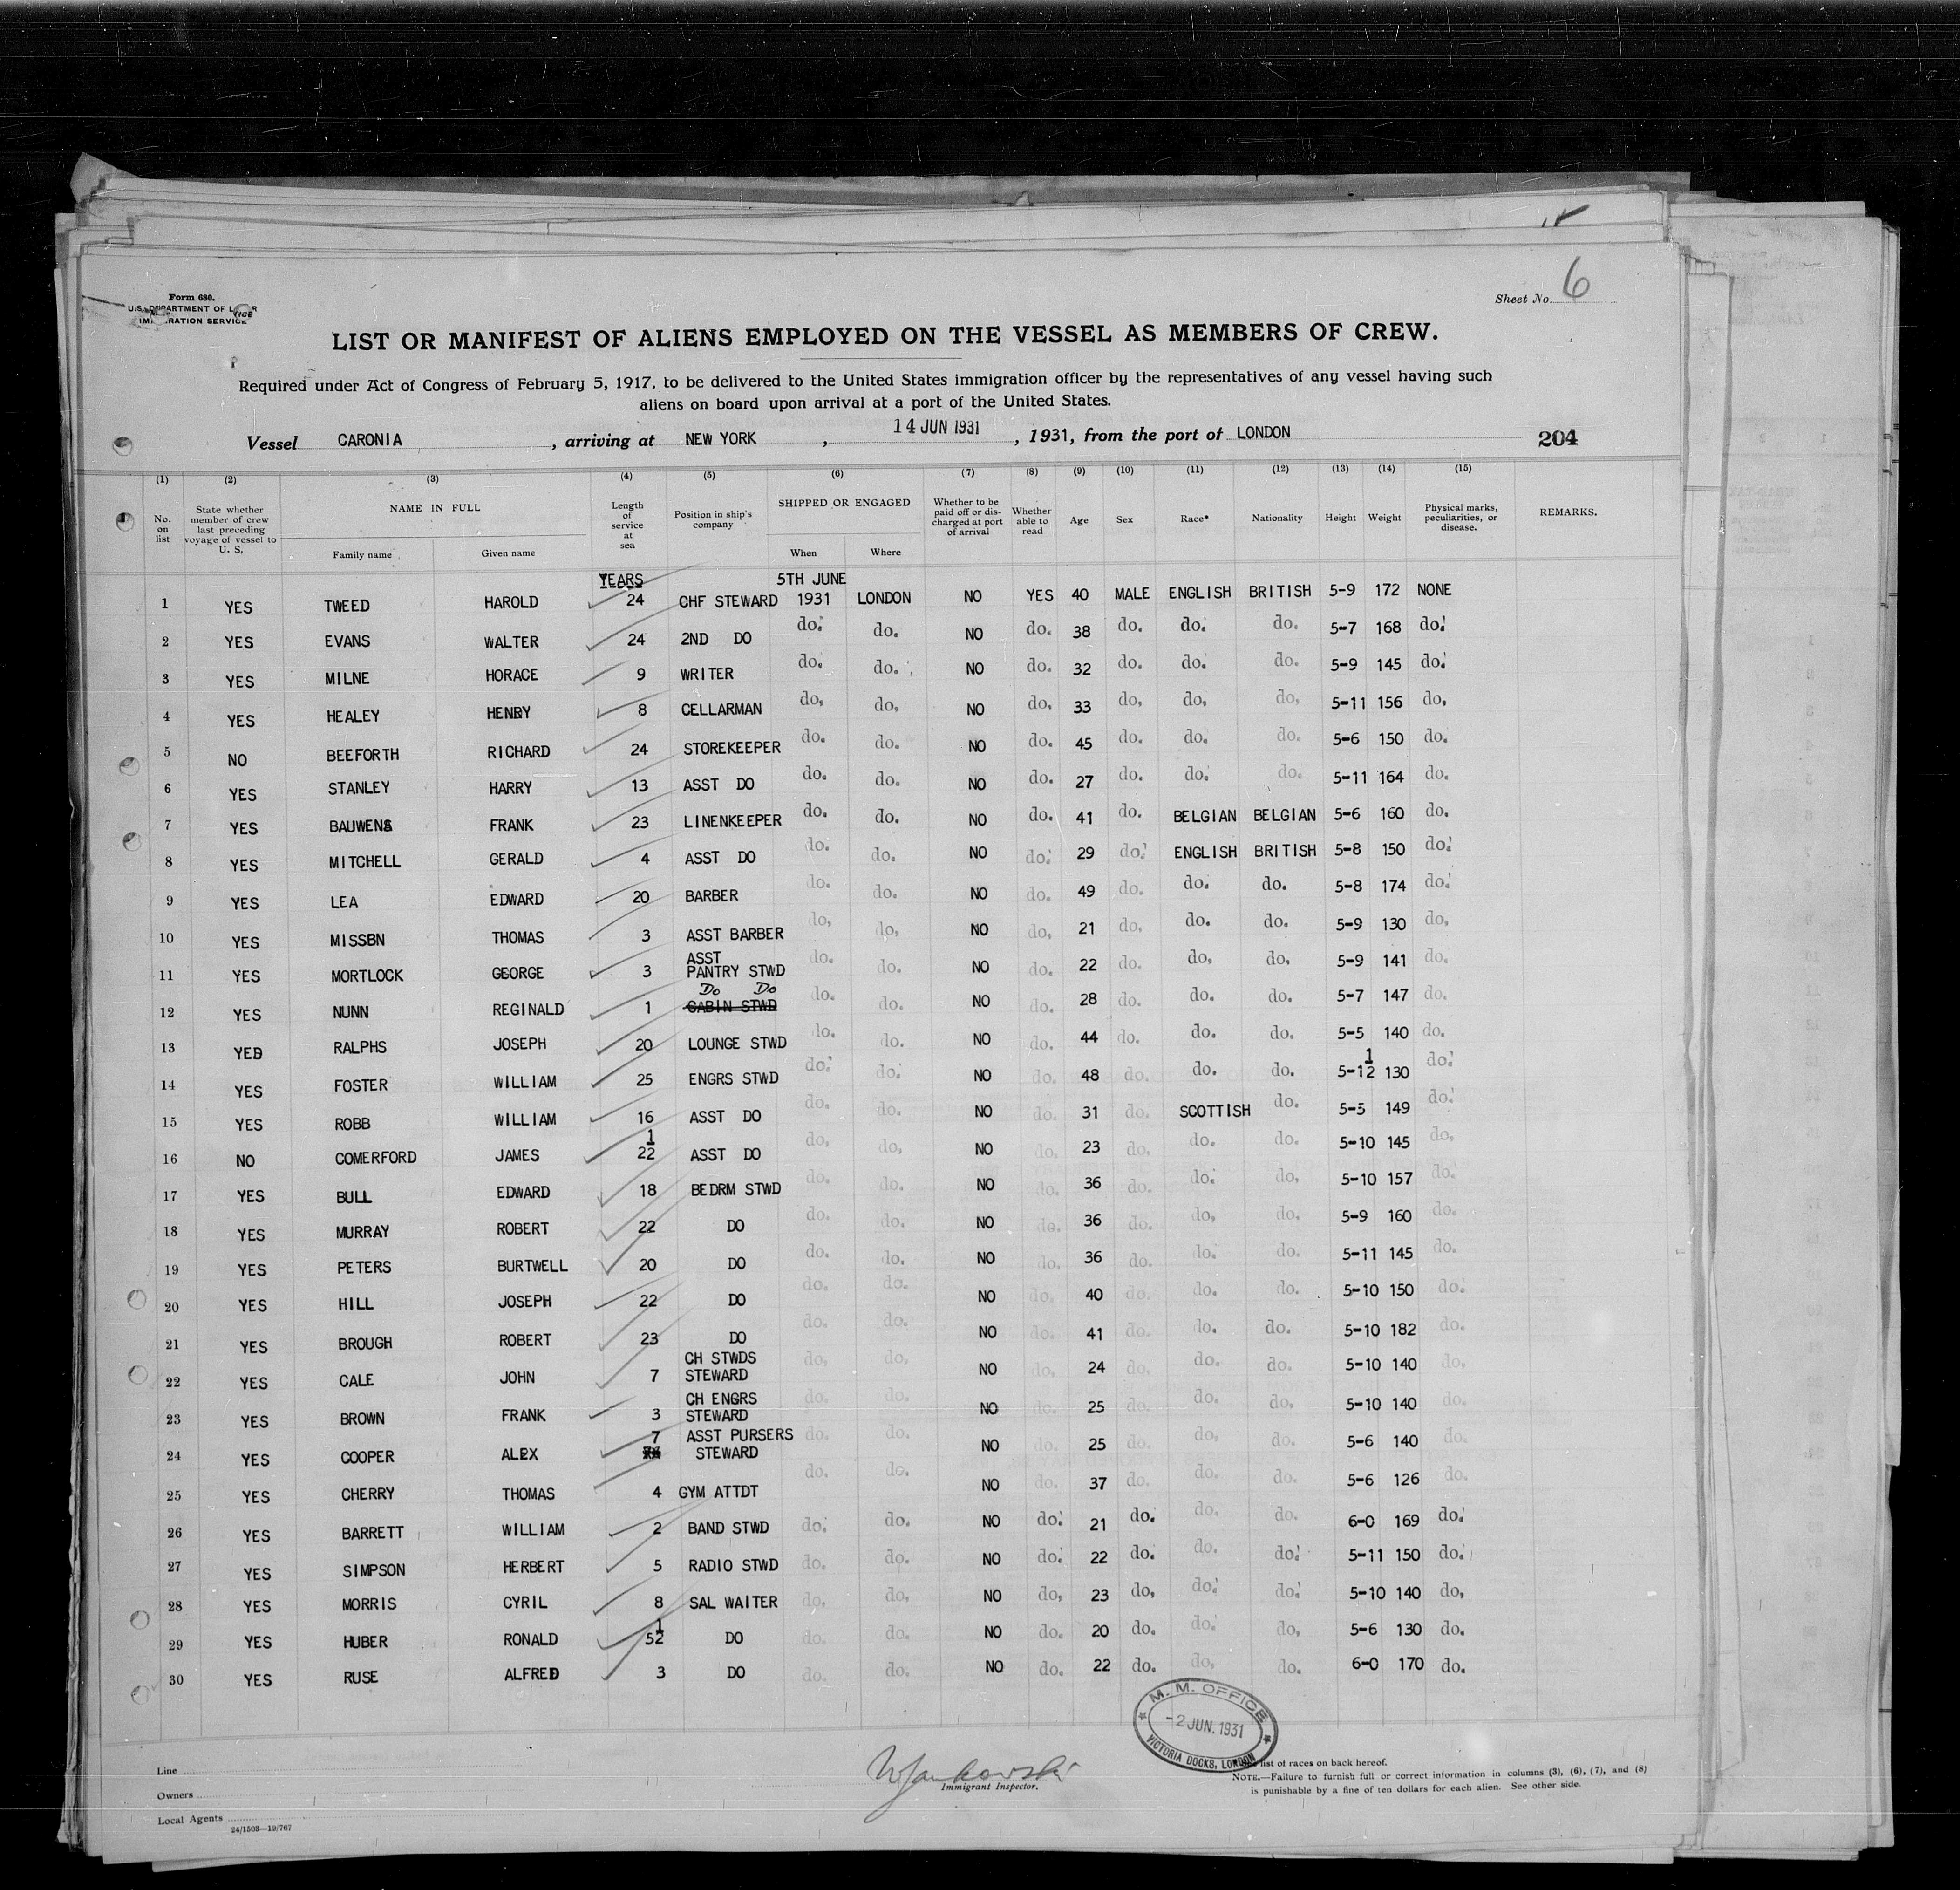 Form 680.
U.S. DEPARTMENT OF
Sheet No. 6
LIST OR MANIFEST OF ALIENS EMPLOYED ON THE VESSEL AS MEMBERS OF CREW.
Required under Act of Congress of February 5, 1917, to be delivered to the United States immigration officer by the representatives of any vessel having such
aliens on board upon arrival at a port of the United States.
Vessel CARONIA, arriving at NEW YORK, 14 JUN 1931, 1931, from the port of LONDON 204
(1) (2) (3) (4) (5) (6) (7) (8) (9) (10) (11) (12) (13) (14) (15)
No. on list State whether member of crew last preceding voyage of vessel to U. S. NAME IN FULL Family name Given name Length of service at sea Position in ship's company SHIPPED OR ENGAGED When Where Whether to be paid off or discharged at port of arrival Whether able to read Age Sex Race* Nationality Height Weight Physical marks, peculiarities, or disease. REMARKS.
YEARS 5TH JUNE
1 YES TWEED HAROLD 24 CHF STEWARD 1931 LONDON NO YES 40 MALE ENGLISH BRITISH 5-9 172 NONE
2 YES EVANS WALTER 24 2ND DO do. do. NO do. 38 do. do. do. 5-7 168 do.
3 YES MILNE HORACE 9 WRITER do. do. NO do. 32 do. do. do. 5-9 145 do.
4 YES HEALEY HENRY 8 CELLARMAN do. do. NO do. 33 do. do. do. 5-11 156 do.
5 NO BEEFORTH RICHARD 24 STOREKEEPER do. do. NO do. 45 do. do. do. 5-6 150 do.
6 YES STANLEY HARRY 13 ASST DO do. do. NO do. 27 do. do. do. 5-11 164 do.
7 YES BAUWENS FRANK 23 LINENKEEPER do. do. NO do. 41 do. BELGIAN BELGIAN 5-6 160 do.
8 YES MITCHELL GERALD 4 ASST DO do. do. NO do. 29 do. ENGLISH BRITISH 5-8 150 do.
9 YES LEA EDWARD 20 BARBER do. do. NO do. 49 do. do. do. 5-8 174 do.
10 YES MISSBN THOMAS 3 ASST BARBER do. do. NO do. 21 do. do. do. 5-9 130 do.
11 YES MORTLOCK GEORGE 3 ASST PANTRY STWD do. do. NO do. 22 do. do. do. 5-9 141 do.
12 YES NUNN REGINALD 1 Do Do CABIN STWD do. do. NO do. 28 do. do. do. 5-7 147 do.
13 YED RALPHS JOSEPH 20 LOUNGE STWD do. do. NO do. 44 do. do. do. 5-5 140 do.
14 YES FOSTER WILLIAM 25 ENGRS STWD do. do. NO do. 48 do. do. do. 5-1 1/2 130 do.
15 YES ROBB WILLIAM 16 ASST DO do. do. NO do. 31 do. SCOTTISH do. 5-5 149 do.
16 NO COMERFORD JAMES 2 1/2 ASST DO do. do. NO do. 23 do. do. do. 5-10 145 do.
17 YES BULL EDWARD 18 BEDRM STWD do. do. NO do. 36 do. do. do. 5-10 157 do.
18 YES MURRAY ROBERT 22 DO do. do. NO do. 36 do. do. do. 5-9 160 do.
19 YES PETERS BURTWELL 20 DO do. do. NO do. 36 do. do. do. 5-11 145 do.
20 YES HILL JOSEPH 22 DO do. do. NO do. 40 do. do. do. 5-10 150 do.
21 YES BROUGH ROBERT 23 DO do. do. NO do. 41 do. do. do. 5-10 182 do.
22 YES CALE JOHN 7 CH STWDS STEWARD do. do. NO do. 24 do. do. do. 5-10 140 do.
23 YES BROWN FRANK 3 CH ENGRS STEWARD do. do. NO do. 25 do. do. do. 5-10 140 do.
24 YES COOPER ALEX 7 ASST PURSERS STEWARD do. do. NO do. 25 do. do. do. 5-6 140 do.
25 YES CHERRY THOMAS 4 GYM ATTDT do. do. NO do. 37 do. do. do. 5-6 126 do.
26 YES BARRETT WILLIAM 2 BAND STWD do. do. NO do. 21 do. do. do. 6-0 169 do.
27 YES SIMPSON HERBERT 5 RADIO STWD do. do. NO do. 22 do. do. do. 5-11 150 do.
28 YES MORRIS CYRIL 8 SAL WAITER do. do. NO do. 23 do. do. do. 5-10 140 do.
29 YES HUBER RONALD 5 1/2 DO do. do. NO do. 20 do. do. do. 5-6 130 do.
30 YES RUSE ALFRED 3 DO do. do. NO do. 22 do. do. do. 6-0 170 do.
M. M. OFFICE
-2 JUN. 1931
VICTORIA DOCKS, LONDON
Line
Owners
Local Agents
24/1503—19/767
Immigrant Inspector.
list of races on back hereof.
NOTE.—Failure to furnish full or correct information in columns (3), (6), (7), and (8)
is punishable by a fine of ten dollars for each alien. See other side.